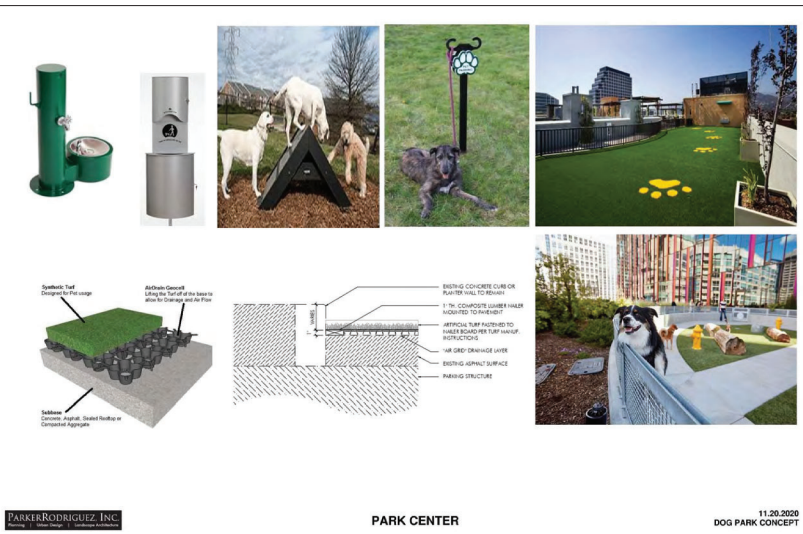 Synthetic Turf
Designed for Pet usage
AirDrain Geocell
Lifting the Turf off of the base to
allow for Drainage and Air Flow
Subbase
Concrete, Asphalt, Sealed Rooftop or
Compacted Aggregate
VARIES
1"
EXISTING CONCRETE CURB OR
PLANTER WALL TO REMAIN
1" TH. COMPOSITE LUMBER NAILER
MOUNTED TO PAVEMENT
ARTIFICIAL TURF FASTENED TO
NAILER BOARD PER TURF MANUF.
INSTRUCTIONS
'AIR GRID' DRAINAGE LAYER
EXISTING ASPHALT SURFACE
PARKING STRUCTURE
PARKERRODRIGUEZ, INC.
Planning | Urban Design | Landscape Architecture
PARK CENTER
11.20.2020
DOG PARK CONCEPT